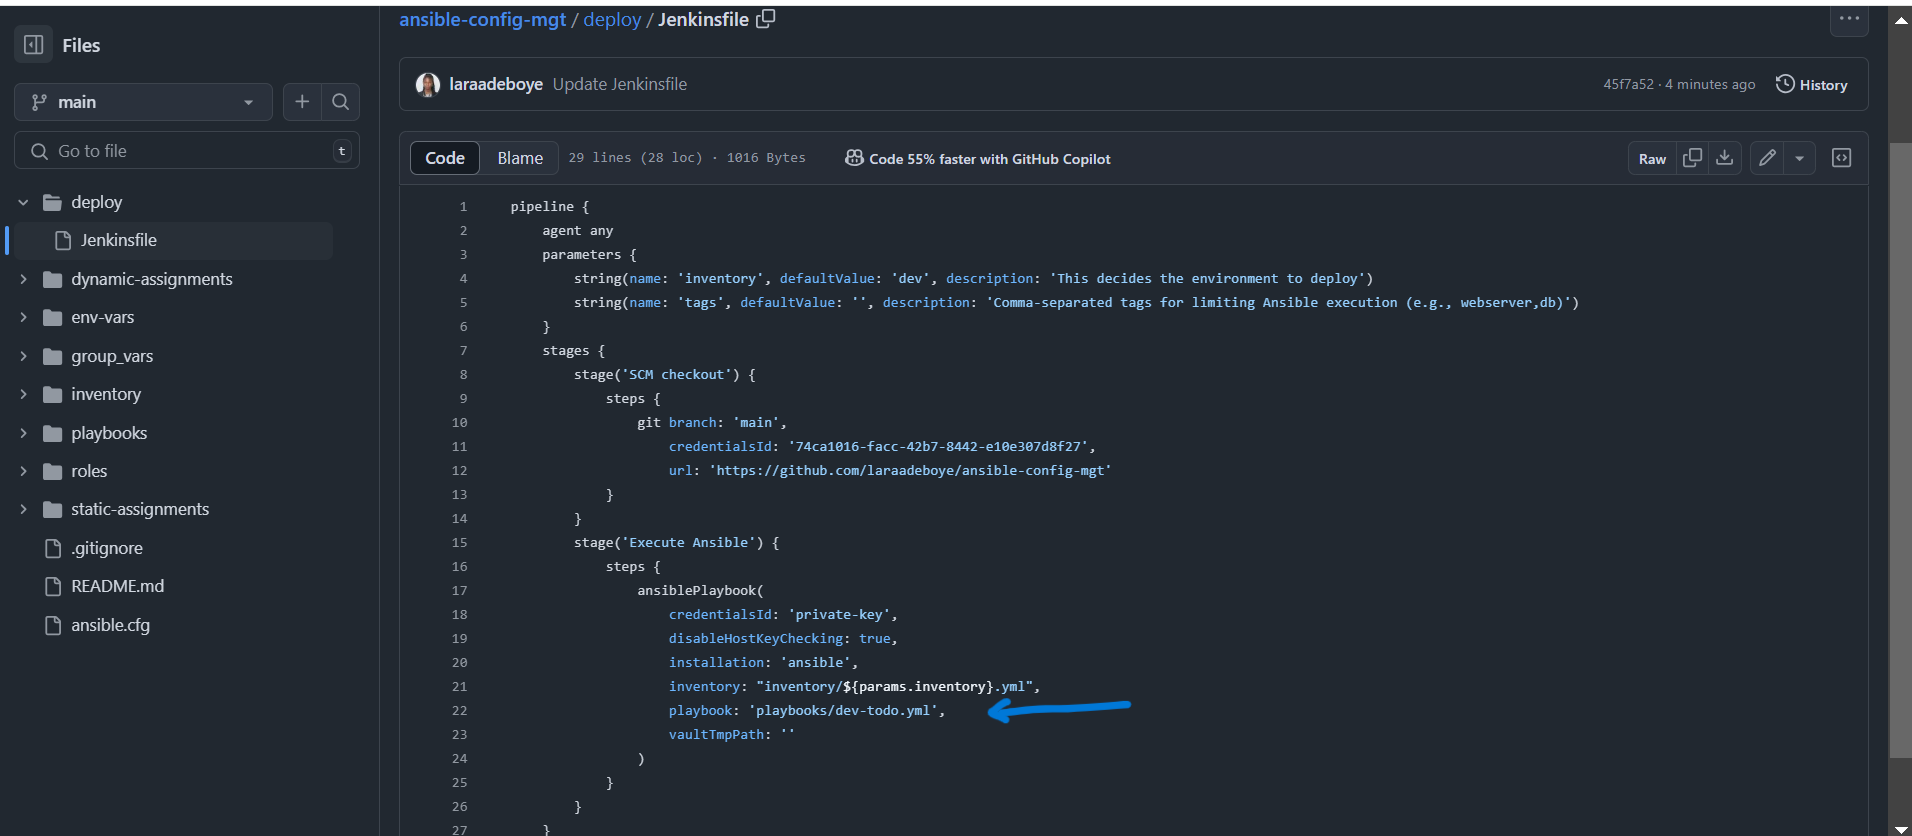 ansible-config-mgt / deploy / Jenkinsfile
Files
laraadeboye Update Jenkinsfile 45f7a52 · 4 minutes ago History
main
Go to file t
Code Blame 29 lines (28 loc) · 1016 Bytes Code 55% faster with GitHub Copilot Raw
deploy
Jenkinsfile
dynamic-assignments
env-vars
group_vars
inventory
playbooks
roles
static-assignments
.gitignore
README.md
ansible.cfg
1 pipeline {
2 agent any
3 parameters {
4 string(name: 'inventory', defaultValue: 'dev', description: 'This decides the environment to deploy')
5 string(name: 'tags', defaultValue: '', description: 'Comma-separated tags for limiting Ansible execution (e.g., webserver,db)')
6 }
7 stages {
8 stage('SCM checkout') {
9 steps {
10 git branch: 'main',
11 credentialsId: '74ca1016-facc-42b7-8442-e10e307d8f27',
12 url: 'https://github.com/laraadeboye/ansible-config-mgt'
13 }
14 }
15 stage('Execute Ansible') {
16 steps {
17 ansiblePlaybook(
18 credentialsId: 'private-key',
19 disableHostKeyChecking: true,
20 installation: 'ansible',
21 inventory: "inventory/${params.inventory}.yml",
22 playbook: 'playbooks/dev-todo.yml',
23 vaultTmpPath: ''
24 )
25 }
26 }
27 }